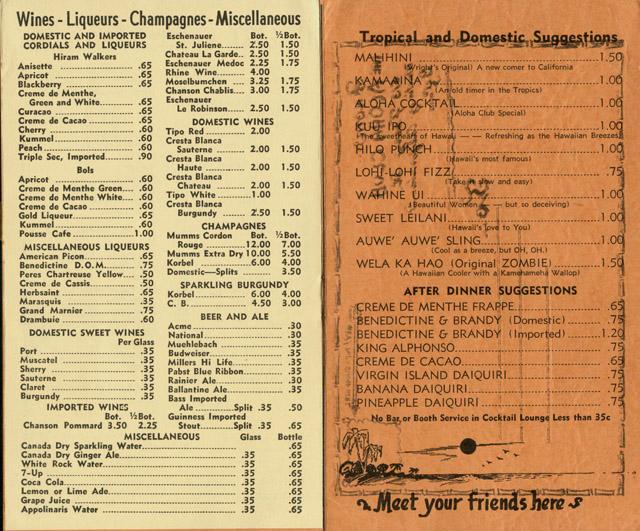 Wines - Liqueurs - Champagnes - Miscellaneous
DOMESTIC AND IMPORTED
CORDIALS AND LIQUEURS
Hiram Walkers
Anisette .65
Apricot .65
Blackberry .65
Creme de Menthe,
Green and White .65
Curacao .65
Creme de Cacao .65
Cherry .60
Kummel .60
Peach .60
Triple Sec, Imported .90
Bols
Apricot .60
Creme de Menthe Green .60
Creme de Menthe White .60
Creme de Cacao .60
Gold Liqueur .65
Kummel .60
Pousse Cafe 1.00
MISCELLANEOUS LIQUEURS
American Picon .65
Benedictine D.O.M. .75
Peres Chartreuse Yellow .50
Creme de Cassis .50
Herbsaint .65
Marasquis .35
Grand Marnier .75
Drambuie .60
DOMESTIC SWEET WINES
Per Glass
Port .35
Muscatel .35
Sherry .35
Sauterne .35
Claret .35
Burgundy .35
IMPORTED WINES
Bot. ½Bot.
Chanson Pommard 3.50 2.25
Eschenauer Bot. ½Bot.
St. Juliene 2.50 1.50
Chateau La Garde 2.50 1.50
Eschenauer Medoc 2.25 1.75
Rhine Wine 4.00
Moselbumchen 3.25 1.75
Chanson Chablis 3.00 1.75
Eschenauer
Le Robinson 2.50 1.50
DOMESTIC WINES
Tipo Red 2.00
Cresta Blanca
Sauterne 2.00 1.50
Cresta Blanca
Haute 2.00 1.50
Cresta Blanca
Chateau 2.00 1.50
Tipo White 1.00
Cresta Blanca
Burgundy 2.50 1.50
CHAMPAGNES
Mumms Cordon Bot. ½Bot.
Rouge 12.00 7.00
Mumms Extra Dry 10.00 5.50
Korbel 6.00 4.00
Domestic—Splits 3.50
SPARKLING BURGUNDY
Korbel 6.00 4.00
C. B. 4.50 3.00
BEER AND ALE
Acme .30
National .30
Muehlebach .35
Budweiser .35
Millers Hi Life .35
Pabst Blue Ribbon .35
Rainier Ale .30
Ballantine Ale .35
Bass Imported
Ale Split .35 .50
Guinness Imported
Stout Split .35 .65
MISCELLANEOUS Glass Bottle
Canada Dry Sparkling Water .65
Canada Dry Ginger Ale .35 .65
White Rock Water .35 .65
7-Up .35 .65
Coca Cola .35 .65
Lemon or Lime Ade .35 .65
Grape Juice .35 .65
Appolinaris Water .35 .65
Tropical and Domestic Suggestions
MALIHINI 1.50
(Wright's Original) A new comer to California
KAMAAINA 1.00
(An old timer in the Tropics)
ALOHA COCKTAIL 1.00
(Aloha Club Special)
KUU IPO 1.00
(The sweethearts of Hawaii — Refreshing as the Hawaiian Breezes)
HILO PUNCH 1.00
(Hawaii's most famous)
LOHI-LOHI FIZZ .75
(Take it slow and easy)
WAHINE UI 1.00
(Beautiful Women — but so deceiving)
SWEET LEILANI 1.00
(Hawaii's Love to You)
AUWE' AUWE' SLING 1.00
(Cool as a breeze, but OH, OH.)
WELA KA HAO (Original ZOMBIE) 1.50
(A Hawaiian Cooler with a Kamehameha Wallop)
AFTER DINNER SUGGESTIONS
CREME DE MENTHE FRAPPE .65
BENEDICTINE & BRANDY (Domestic) .75
BENEDICTINE & BRANDY (Imported) 1.20
KING ALPHONSO .75
CREME DE CACAO .65
VIRGIN ISLAND DAIQUIRI .75
BANANA DAIQUIRI .75
PINEAPPLE DAIQUIRI .75
No Bar or Booth Service in Cocktail Lounge Less than 35c
Meet your friends here